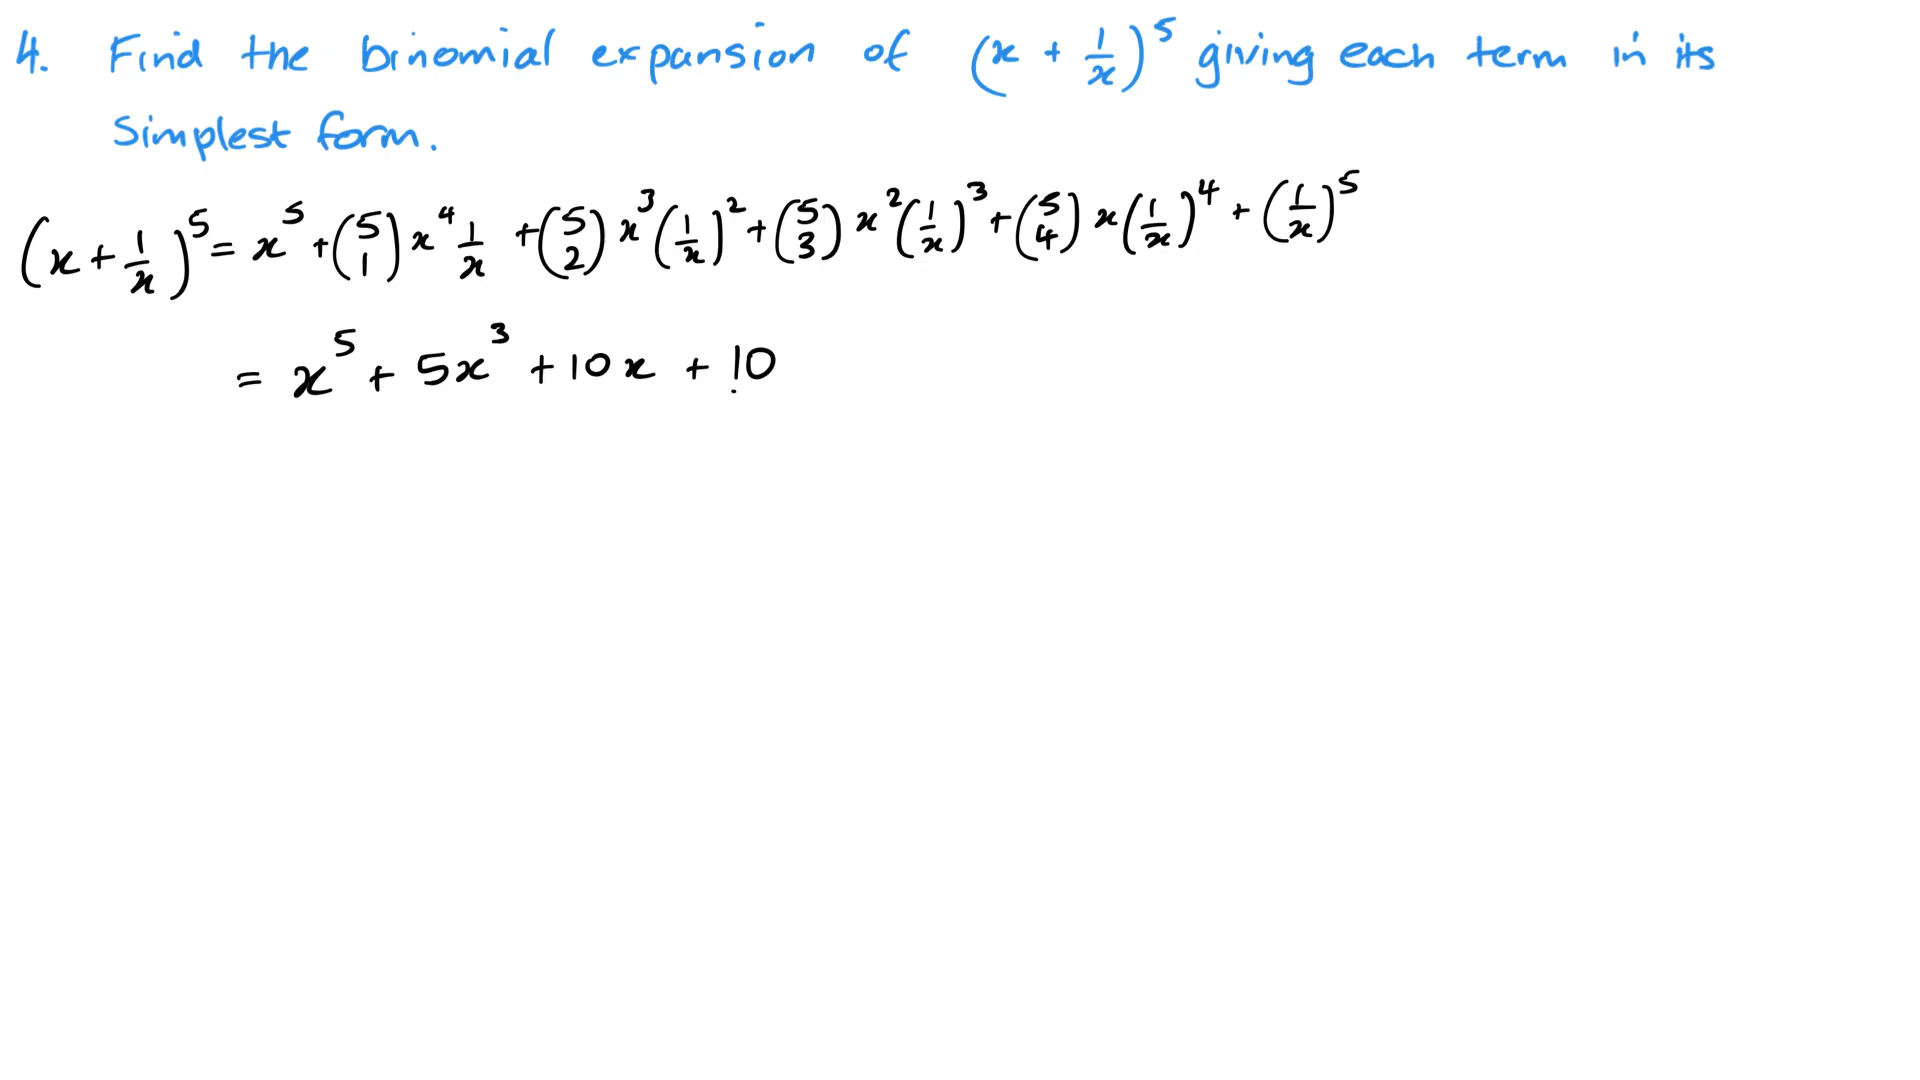 4. Find the binomial expansion of (x + 1/x)^5 giving each term in its
simplest form.
(x + 1/x)^5 = x^5 + (5 1) x^4 1/x + (5 2) x^3 (1/x)^2 + (5 3) x^2 (1/x)^3 + (5 4) x (1/x)^4 + (1/x)^5
= x^5 + 5x^3 + 10x + 10